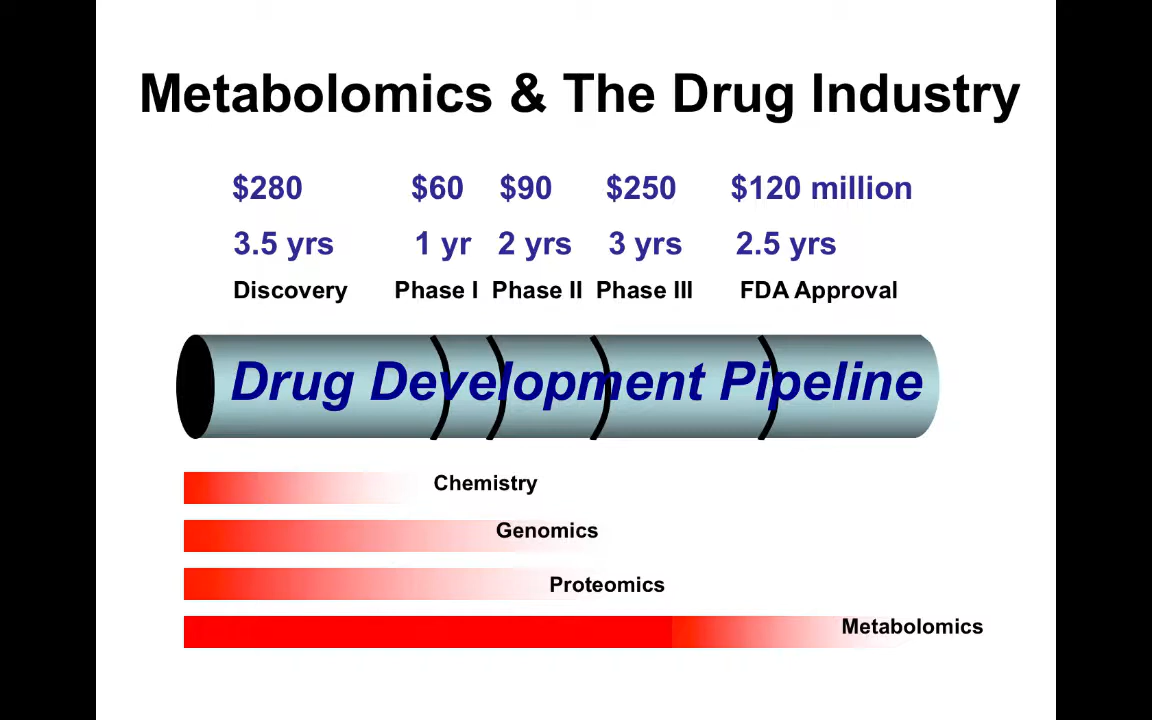 Metabolomics & The Drug Industry
$280 $60 $90 $250 $120 million
3.5 yrs 1 yr 2 yrs 3 yrs 2.5 yrs
Discovery Phase I Phase II Phase III FDA Approval
Drug Development Pipeline
Chemistry
Genomics
Proteomics
Metabolomics